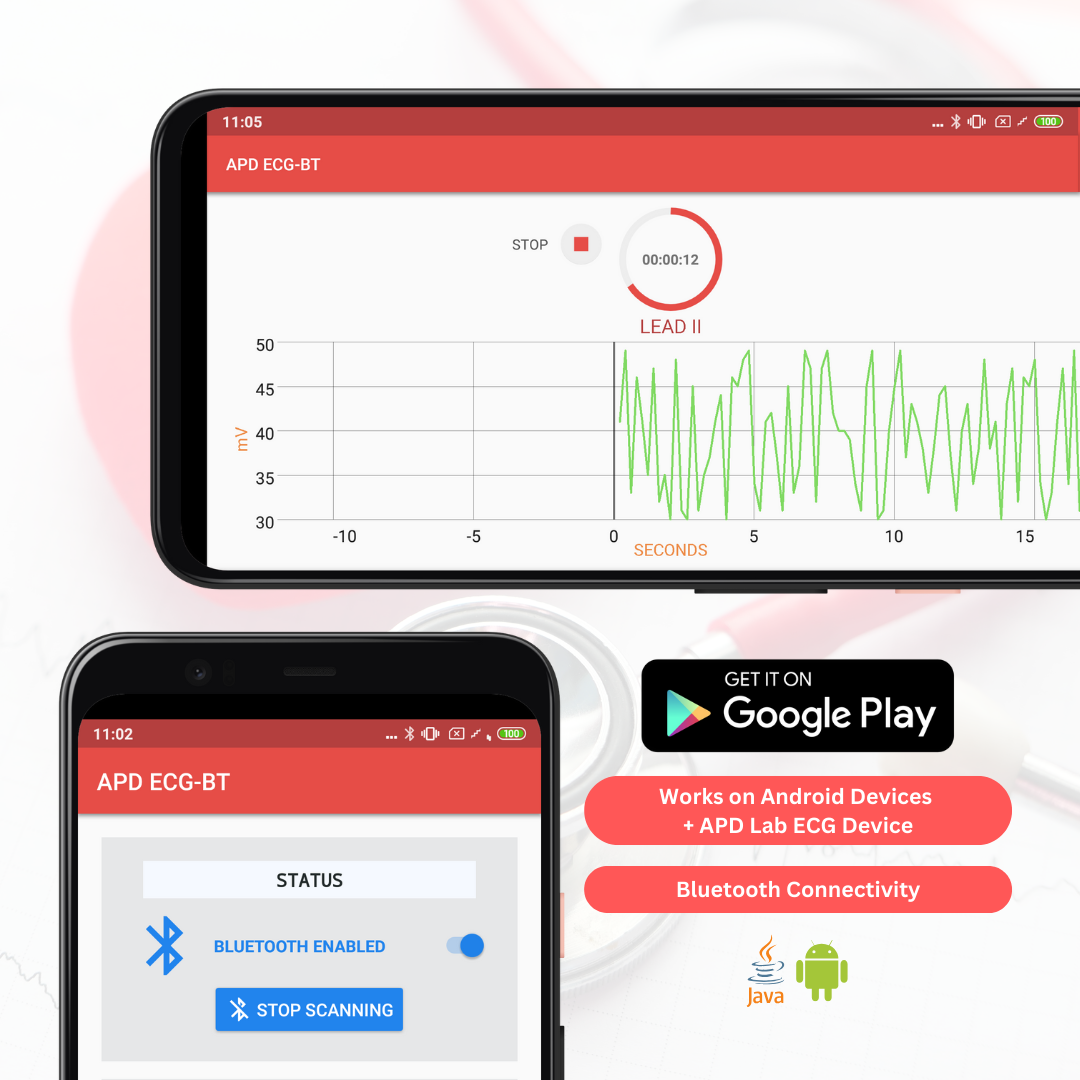 11:05
100
APD ECG-BT
STOP
00:00:12
LEAD II
50
45
40
35
30
mV
-10
-5
0
5
10
15
SECONDS
11:02
100
APD ECG-BT
STATUS
BLUETOOTH ENABLED
STOP SCANNING
GET IT ON
Google Play
Works on Android Devices
+ APD Lab ECG Device
Bluetooth Connectivity
Java